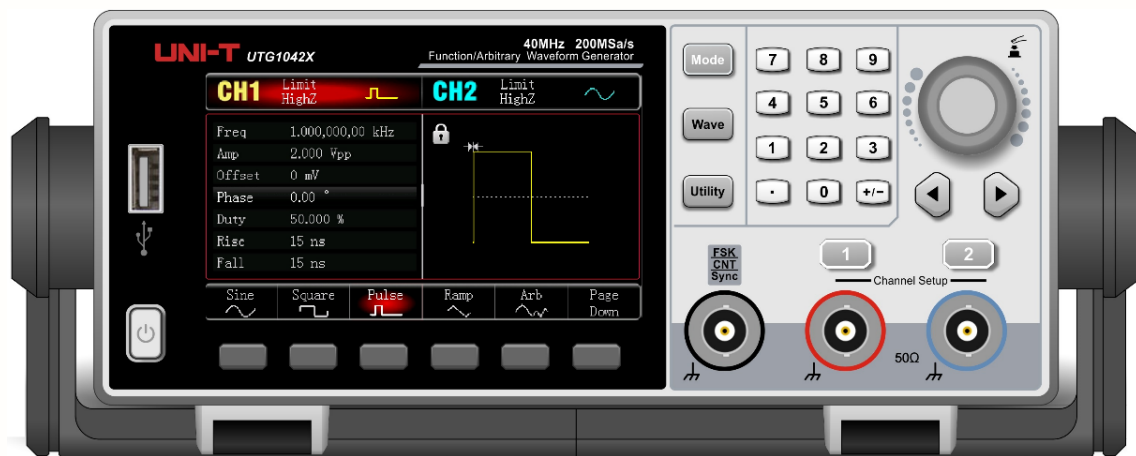 UNI-T UTG1042X
40MHz 200MSa/s
Function/Arbitrary Waveform Generator
CH1 Limit HighZ
CH2 Limit HighZ
Freq 1.000,000,00 kHz
Amp 2.000 Vpp
Offset 0 mV
Phase 0.00 °
Duty 50.000 %
Rise 15 ns
Fall 15 ns
Sine Square Pulse Ramp Arb Page Down
Mode
Wave
Utility
7 8 9
4 5 6
1 2 3
. 0 +/−
FSK
CNT
Sync
1 2
Channel Setup
50Ω